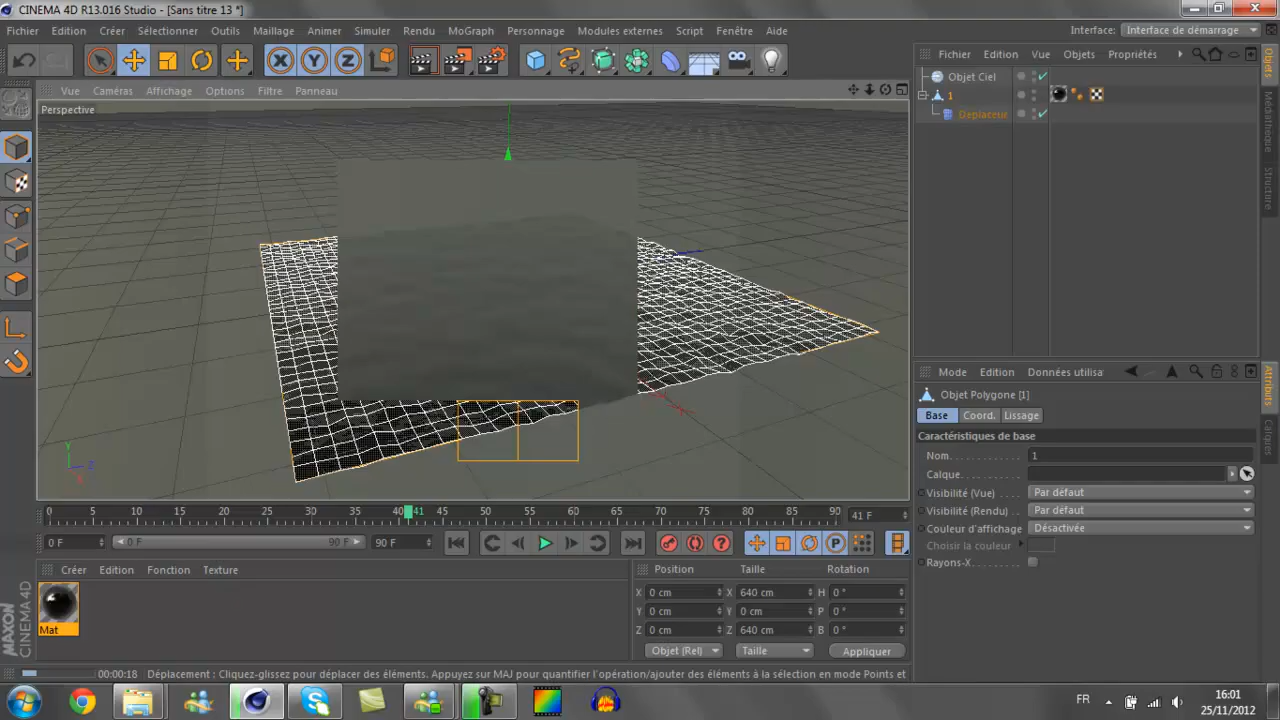 CINEMA 4D R13.016 Studio - [Sans titre 13 *]
Fichier Edition Créer Sélectionner Outils Maillage Animer Simuler Rendu MoGraph Personnage Modules externes Script Fenêtre Aide Interface: Interface de démarrage
Fichier Edition Vue Objets Propriétés
Objets
Médiathèque
Structure
Objet Ciel
1
Déplaceur
Vue Caméras Affichage Options Filtre Panneau
Perspective
Y
Z
X
0 5 10 15 20 25 30 35 40 41 45 50 55 60 65 70 75 80 85 90 41 F
0 F 0 F 90 F 90 F
Mode Edition Données utilisa
Attributs
Calques
Objet Polygone [1]
Base Coord. Lissage
Caractéristiques de base
Nom 1
Calque
Visibilité (Vue) Par défaut
Visibilité (Rendu) Par défaut
Couleur d'affichage Désactivée
Choisir la couleur
Rayons-X
Créer Edition Fonction Texture
Mat
Position Taille Rotation
X 0 cm X 640 cm H 0 °
Y 0 cm Y 0 cm P 0 °
Z 0 cm Z 640 cm B 0 °
Objet (Rel) Taille Appliquer
MAXON CINEMA 4D
00:00:18 Déplacement : Cliquez-glissez pour déplacer des éléments. Appuyez sur MAJ pour quantifier l'opération/ajouter des éléments à la sélection en mode Points et
FR
16:01
25/11/2012